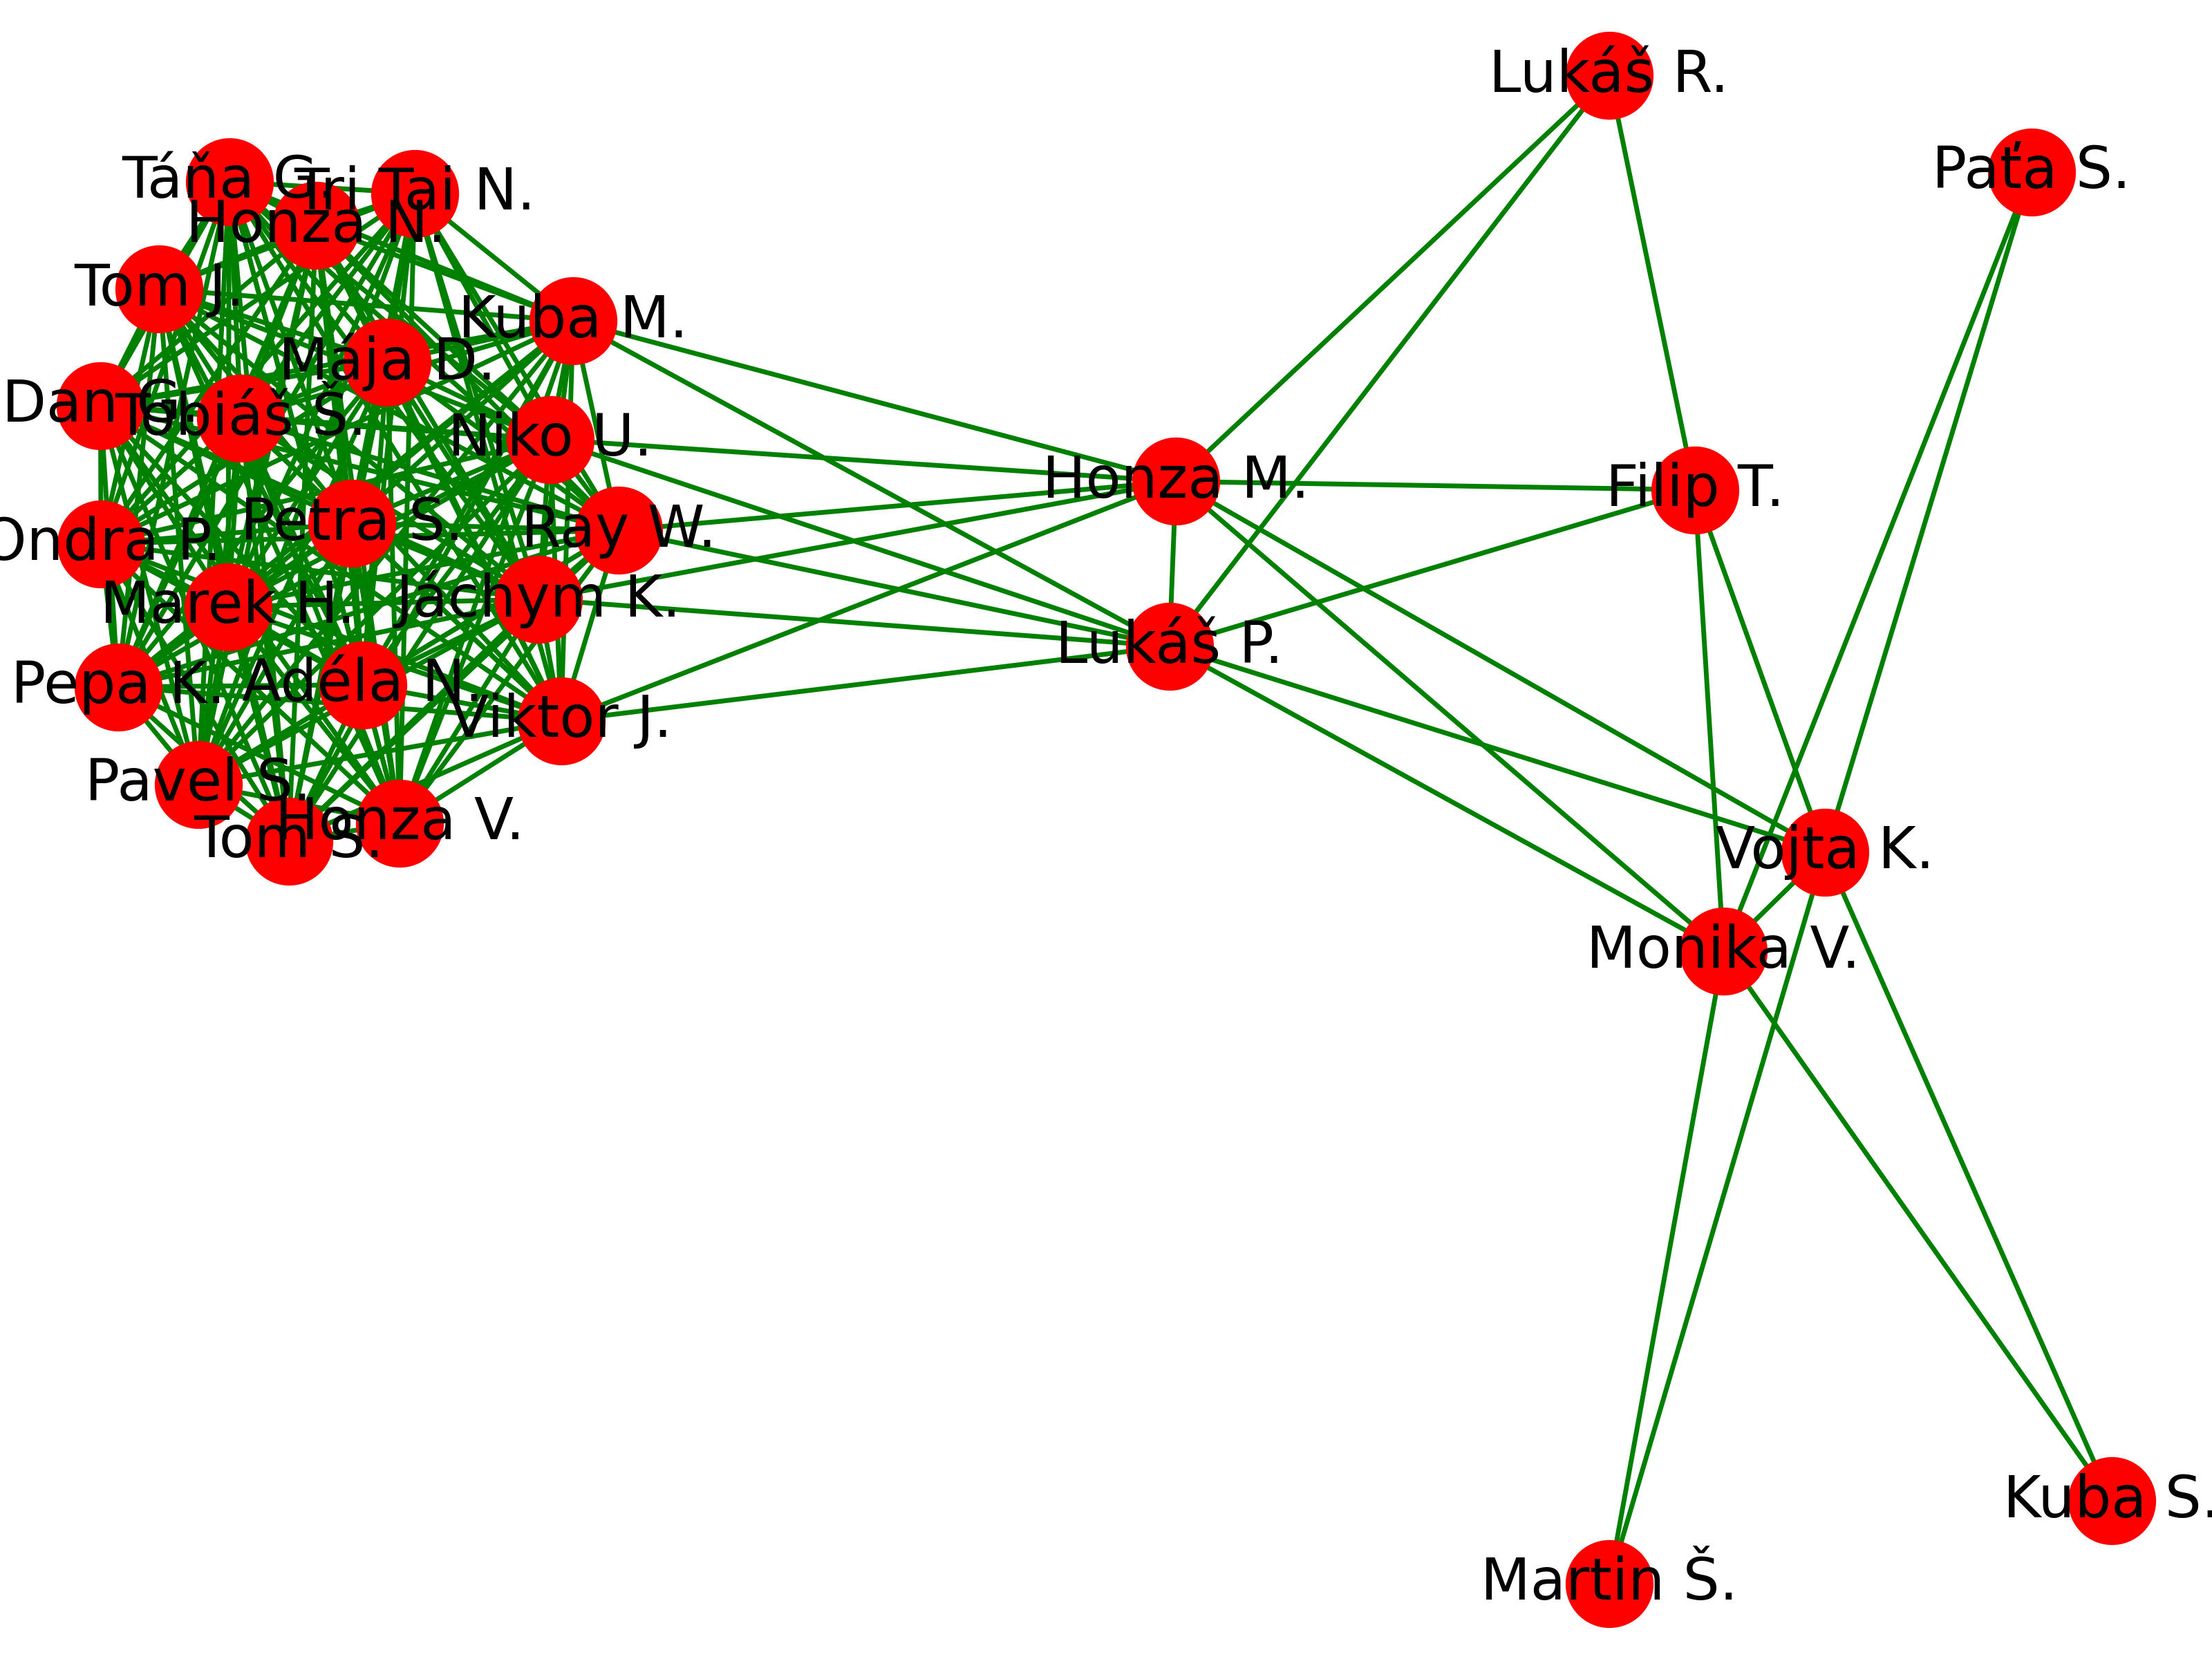 Lukáš R.
Paťa S.
Táňa G.
Tri Tai N.
Honza N.
Tom J.
Kuba M.
Mája D.
Dan G.
Tobiáš Š.
Niko U.
Honza M.
Filip T.
Ondra P.
Petra S.
Ray W.
Marek H.
Jáchym K.
Lukáš P.
Pepa K.
Adéla N.
Viktor J.
Pavel S.
Tom S.
Honza V.
Vojta K.
Monika V.
Kuba S.
Martin Š.